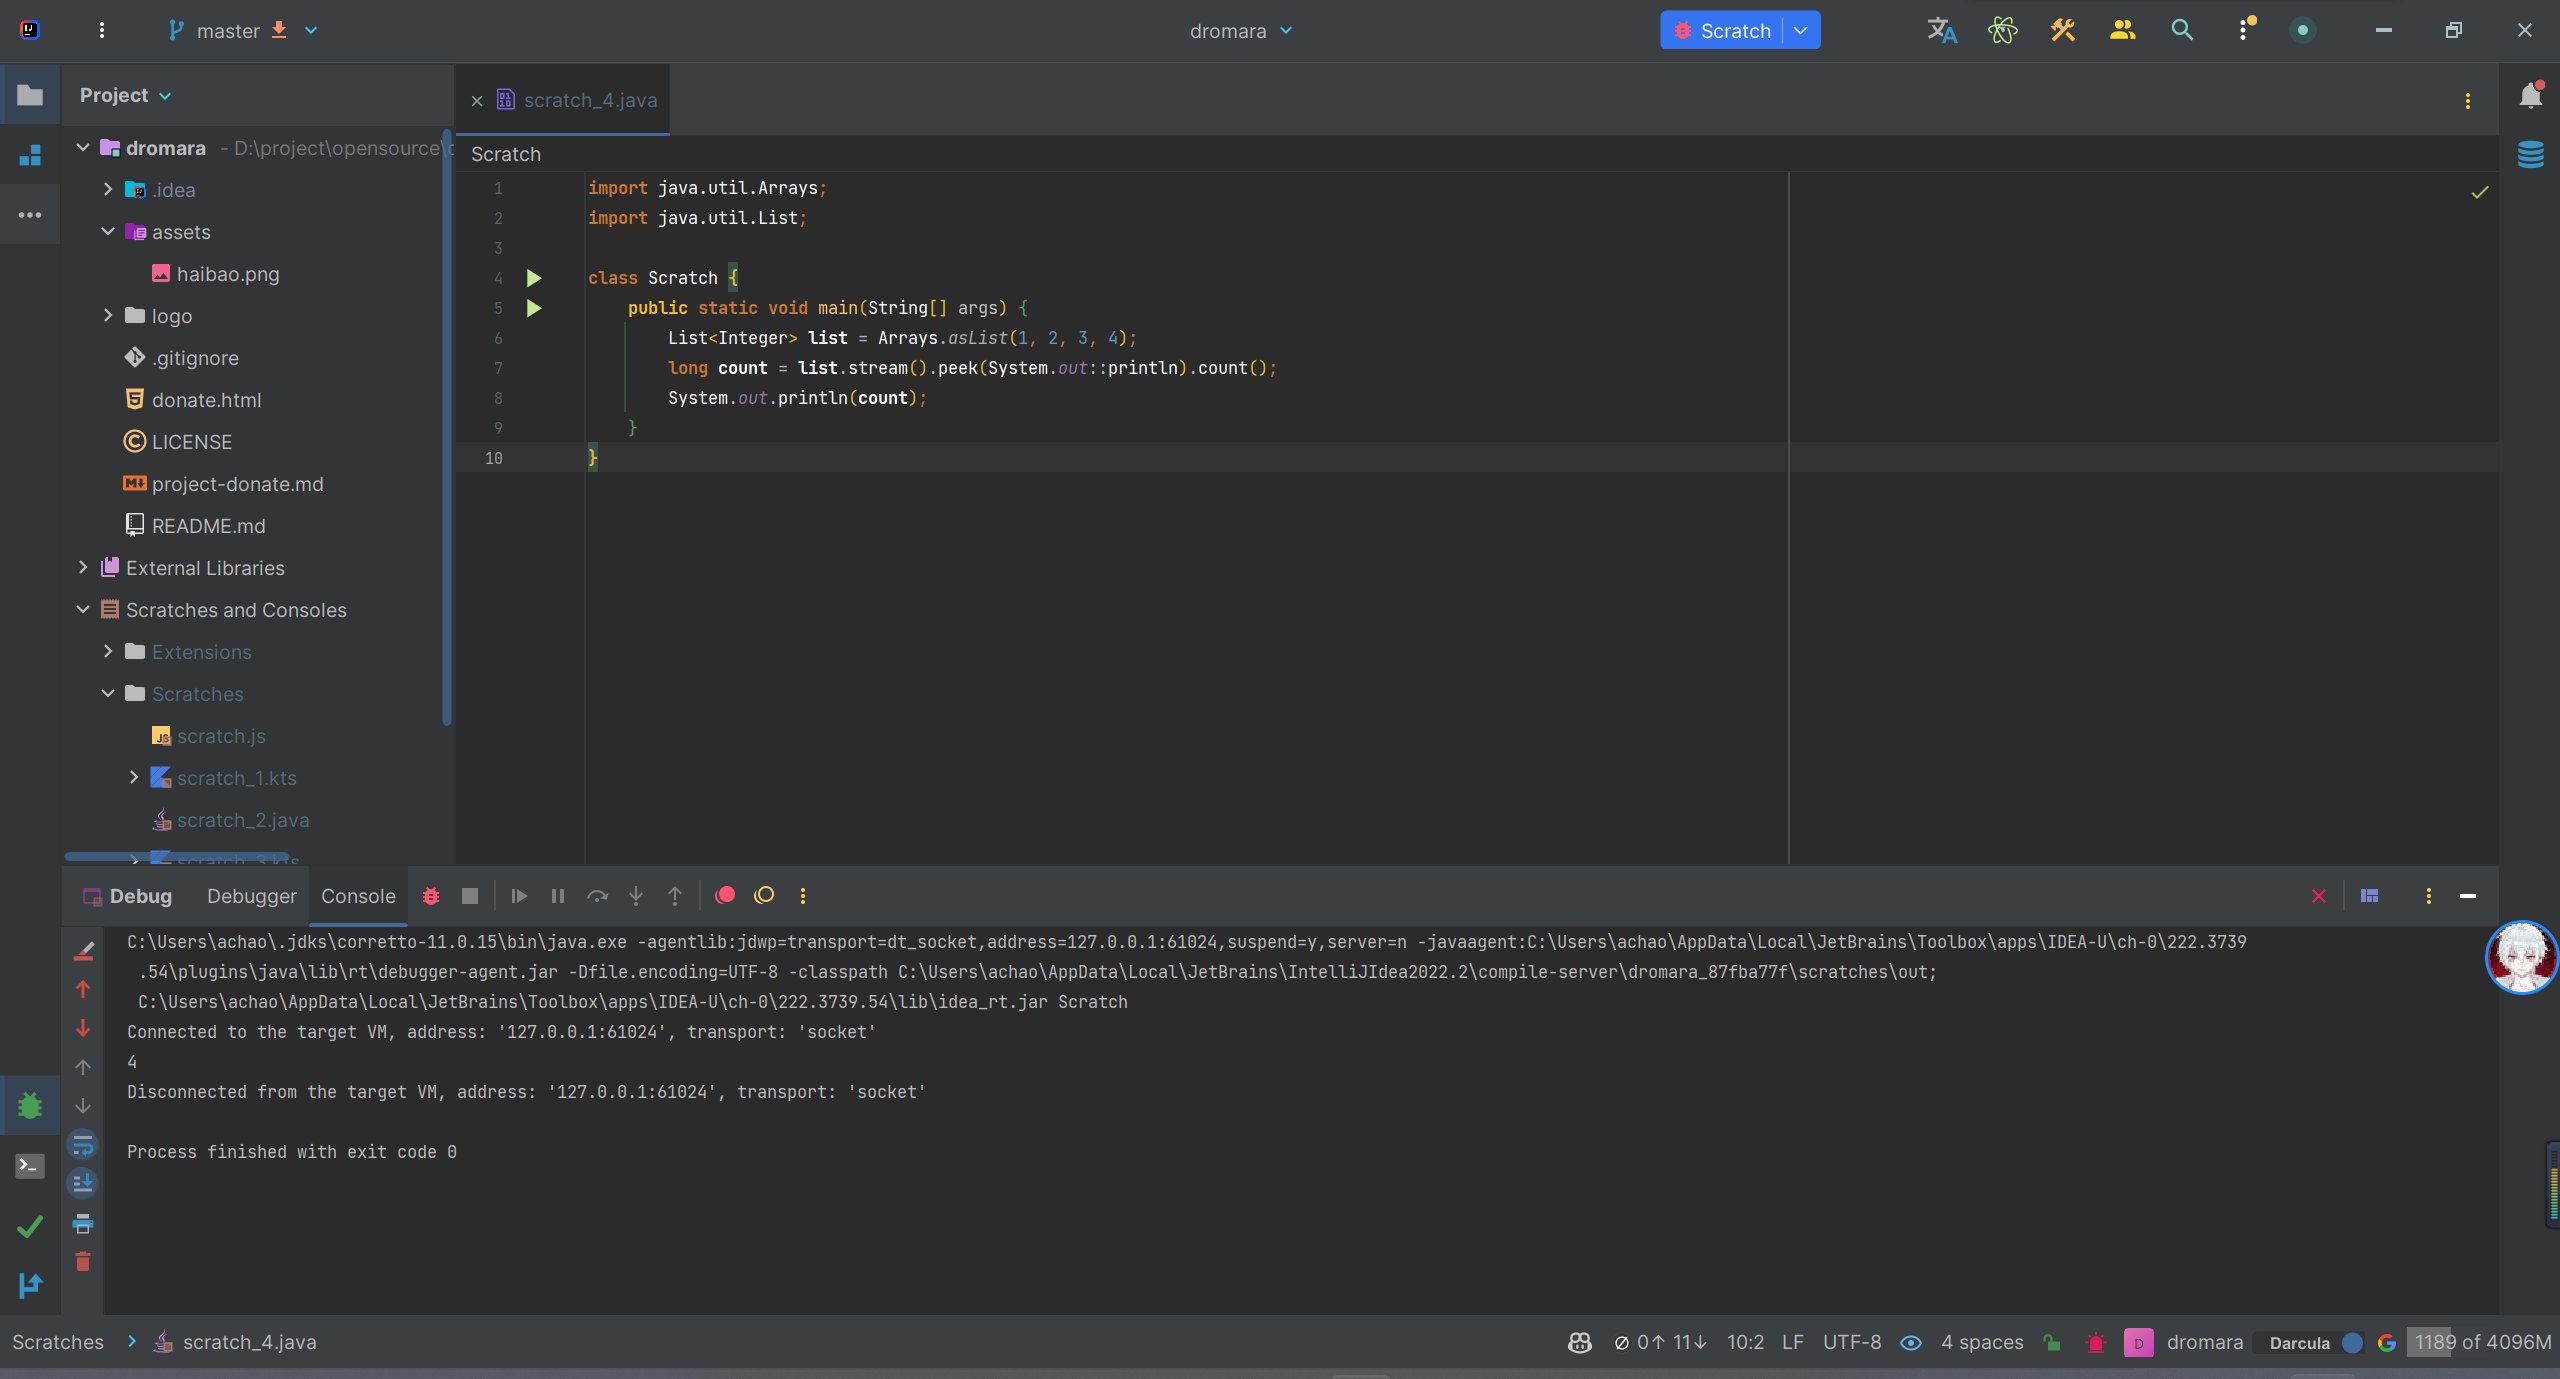 master
dromara
Scratch
Project
scratch_4.java
dromara - D:\project\opensource\
Scratch
.idea
assets
haibao.png
logo
.gitignore
donate.html
LICENSE
project-donate.md
README.md
External Libraries
Scratches and Consoles
Extensions
Scratches
scratch.js
scratch_1.kts
scratch_2.java
scratch_3.kts
1 import java.util.Arrays;
2 import java.util.List;
3
4 class Scratch {
5 public static void main(String[] args) {
6 List<Integer> list = Arrays.asList(1, 2, 3, 4);
7 long count = list.stream().peek(System.out::println).count();
8 System.out.println(count);
9 }
10 }
Debug Debugger Console
C:\Users\achao\.jdks\corretto-11.0.15\bin\java.exe -agentlib:jdwp=transport=dt_socket,address=127.0.0.1:61024,suspend=y,server=n -javaagent:C:\Users\achao\AppData\Local\JetBrains\Toolbox\apps\IDEA-U\ch-0\222.3739
.54\plugins\java\lib\rt\debugger-agent.jar -Dfile.encoding=UTF-8 -classpath C:\Users\achao\AppData\Local\JetBrains\IntelliJIdea2022.2\compile-server\dromara_87fba77f\scratches\out;
C:\Users\achao\AppData\Local\JetBrains\Toolbox\apps\IDEA-U\ch-0\222.3739.54\lib\idea_rt.jar Scratch
Connected to the target VM, address: '127.0.0.1:61024', transport: 'socket'
4
Disconnected from the target VM, address: '127.0.0.1:61024', transport: 'socket'
Process finished with exit code 0
Scratches scratch_4.java
Ø 0↑ 11↓ 10:2 LF UTF-8 4 spaces D dromara Darcula 1189 of 4096M